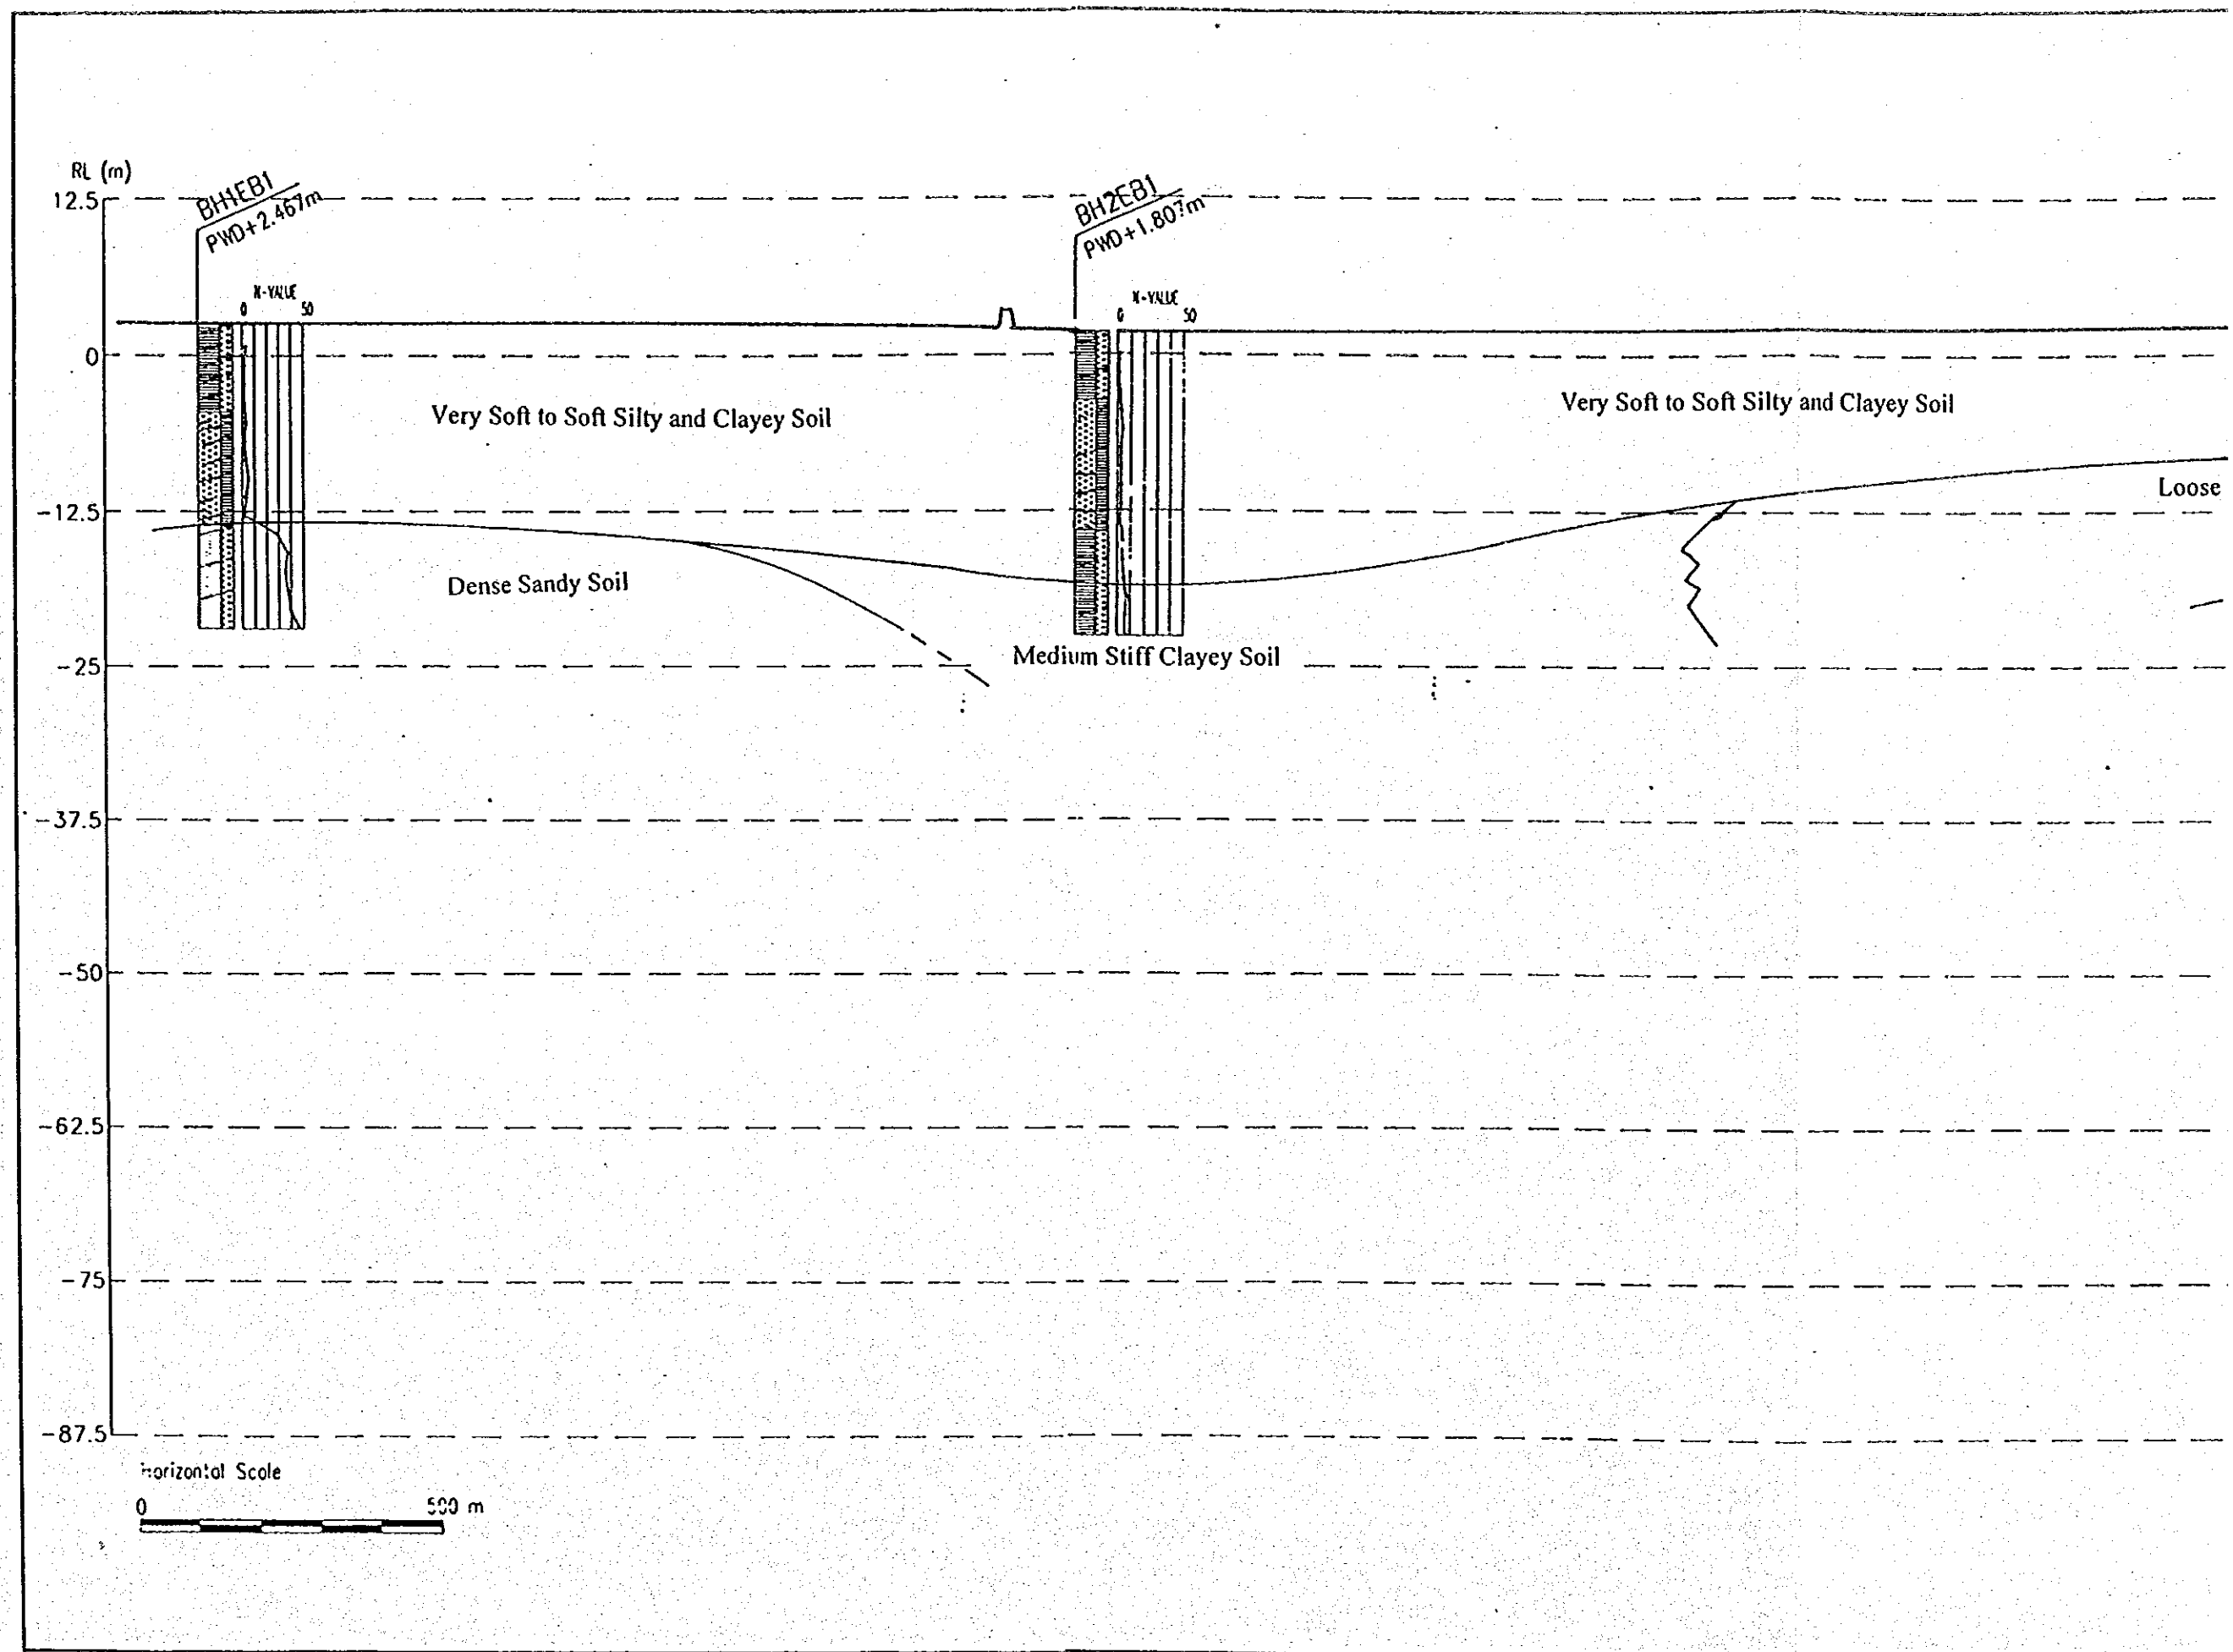 RL (m)
12.5
BH1EB1
PWD+2.467m
BH2EB1
PWD+1.807m
N-VALUE
0 50
N-VALUE
0 50
0
Very Soft to Soft Silty and Clayey Soil
Very Soft to Soft Silty and Clayey Soil
Loose
-12.5
Dense Sandy Soil
Medium Stiff Clayey Soil
-25
-37.5
-50
-62.5
-75
-87.5
Horizontal Scale
0 500 m